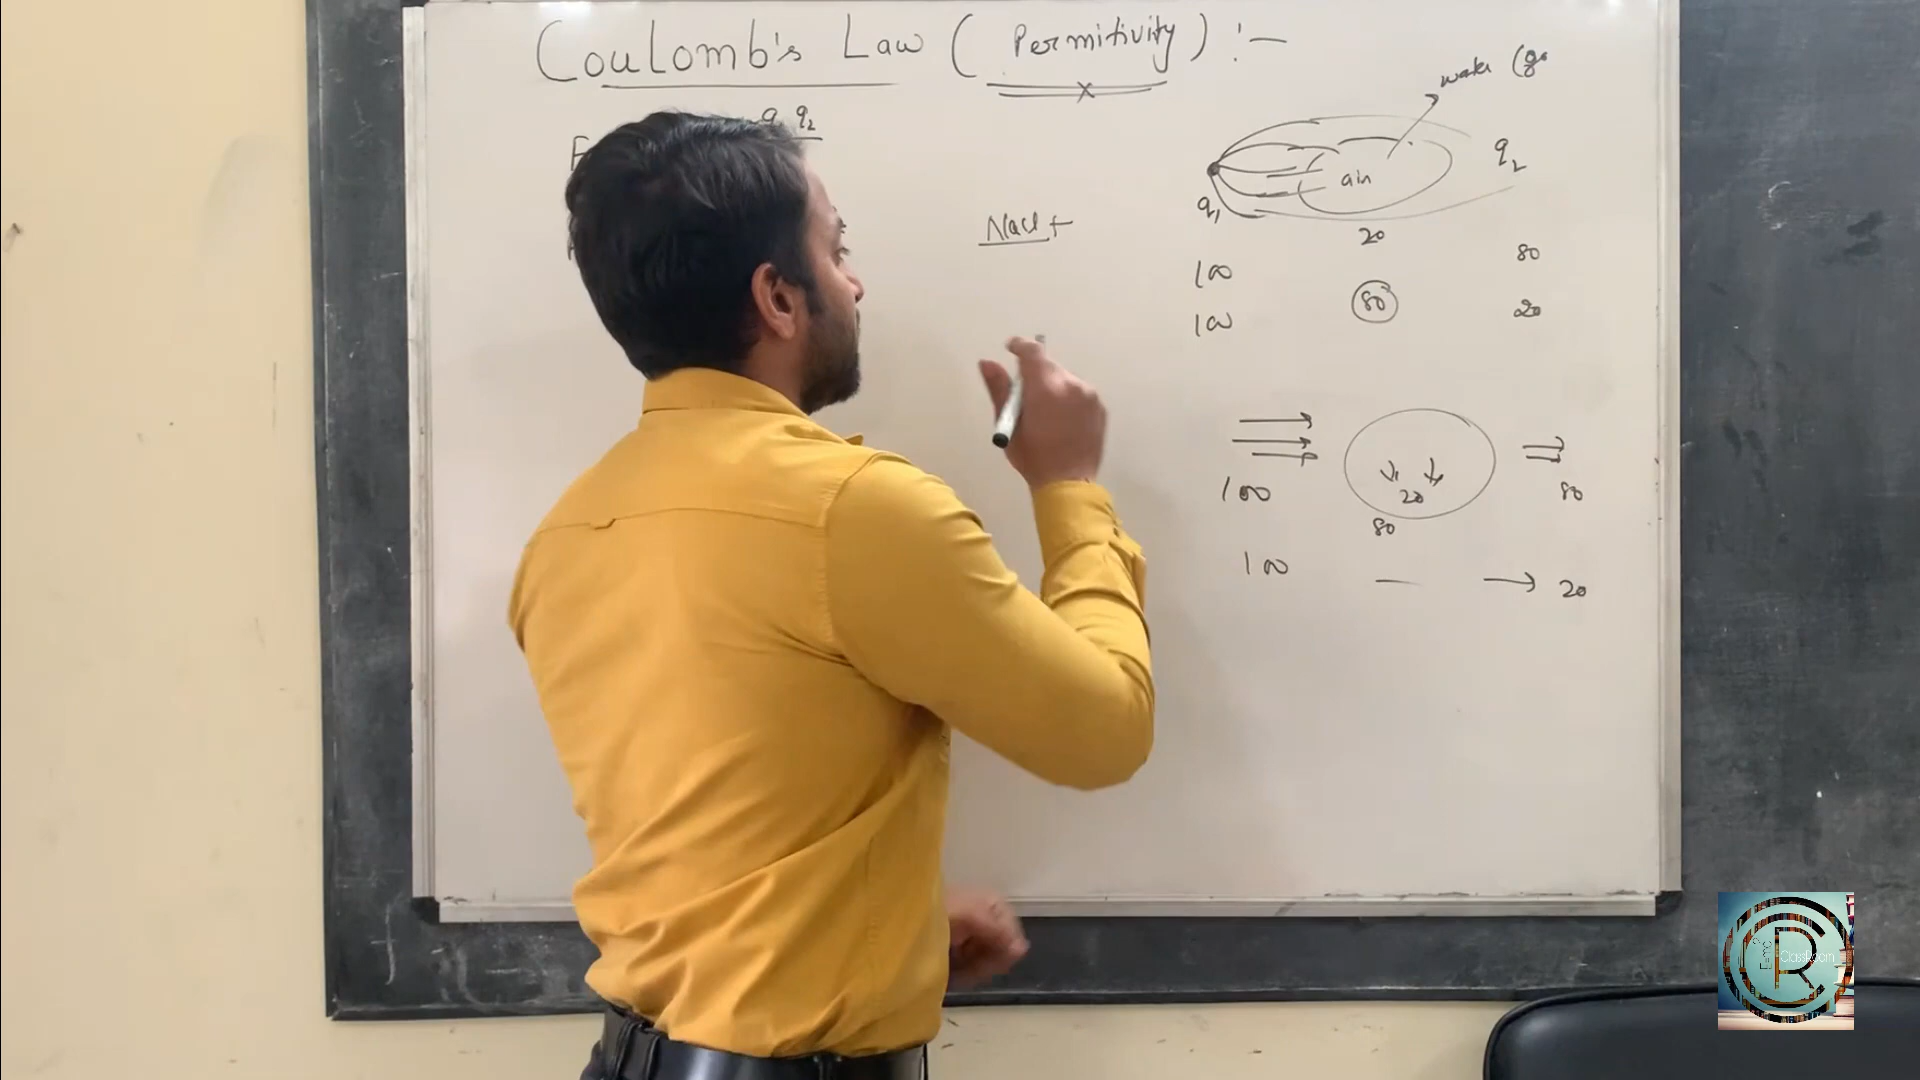 Coulomb's Law ( Permitivity ) :-
q q2
F
NaCl +
water (80
air
q1
q2
20
100
80
100
80
20
100
20
80
80
100
20
ClassRoom